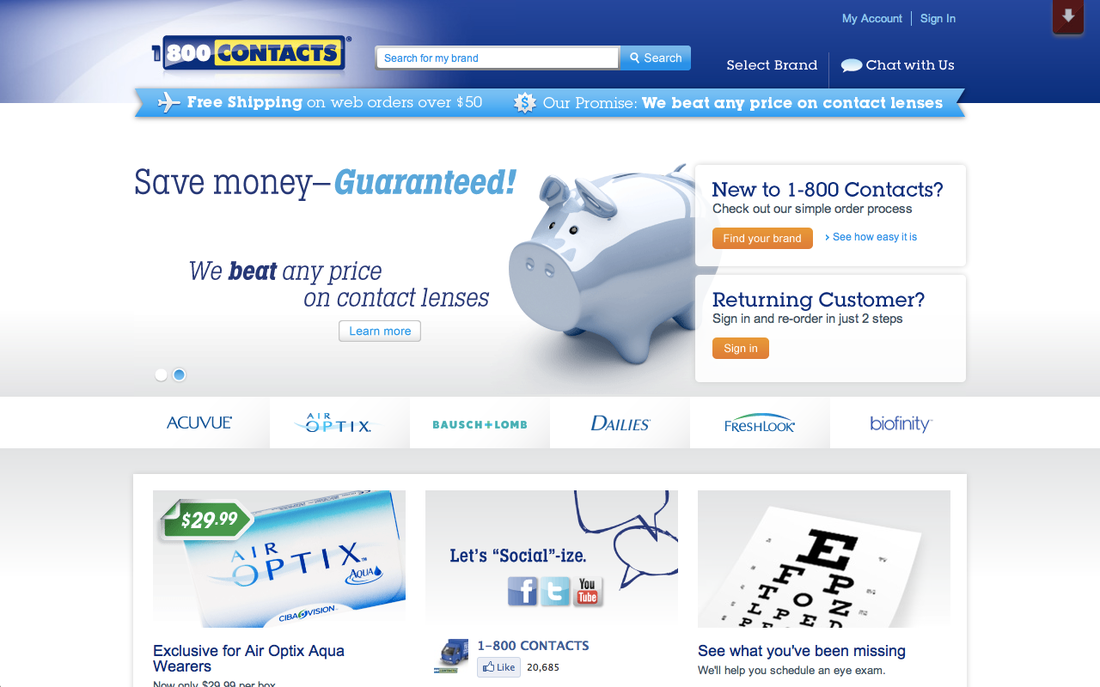 My Account
Sign In
1 800 CONTACTS
Search for my brand
Search
Select Brand
Chat with Us
Free Shipping on web orders over $50
Our Promise: We beat any price on contact lenses
Save money–Guaranteed!
We beat any price
on contact lenses
Learn more
New to 1-800 Contacts?
Check out our simple order process
Find your brand
› See how easy it is
Returning Customer?
Sign in and re-order in just 2 steps
Sign in
ACUVUE®
AIR
OPTIX.
BAUSCH+LOMB
DAILIES®
FRESHLOOK®
biofinity™
$29.99
AIR
OPTIX™
AQUA
CIBA VISION®
Let's "Social"-ize.
f
t
You
Tube
1-800 CONTACTS
Like
20,685
E
F P
T O Z
L P E
Exclusive for Air Optix Aqua
Wearers
Now only $29.99 per box
See what you've been missing
We'll help you schedule an eye exam.